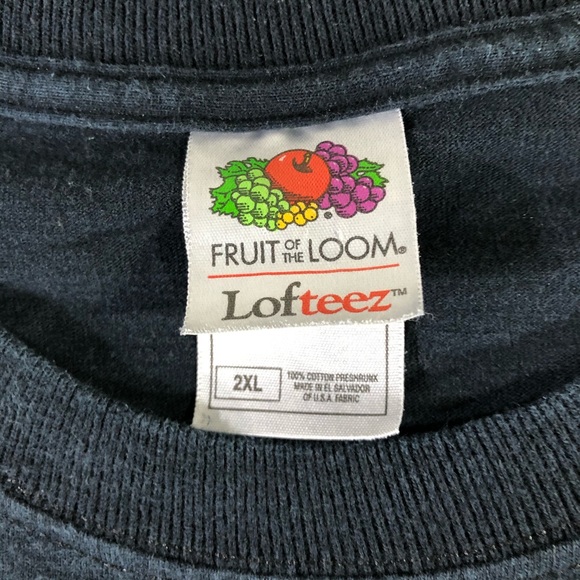 FRUIT OF THE LOOM®
Lofteez™
2XL
100% COTTON PRESHRUNK
MADE IN EL SALVADOR
OF U.S.A. FABRIC